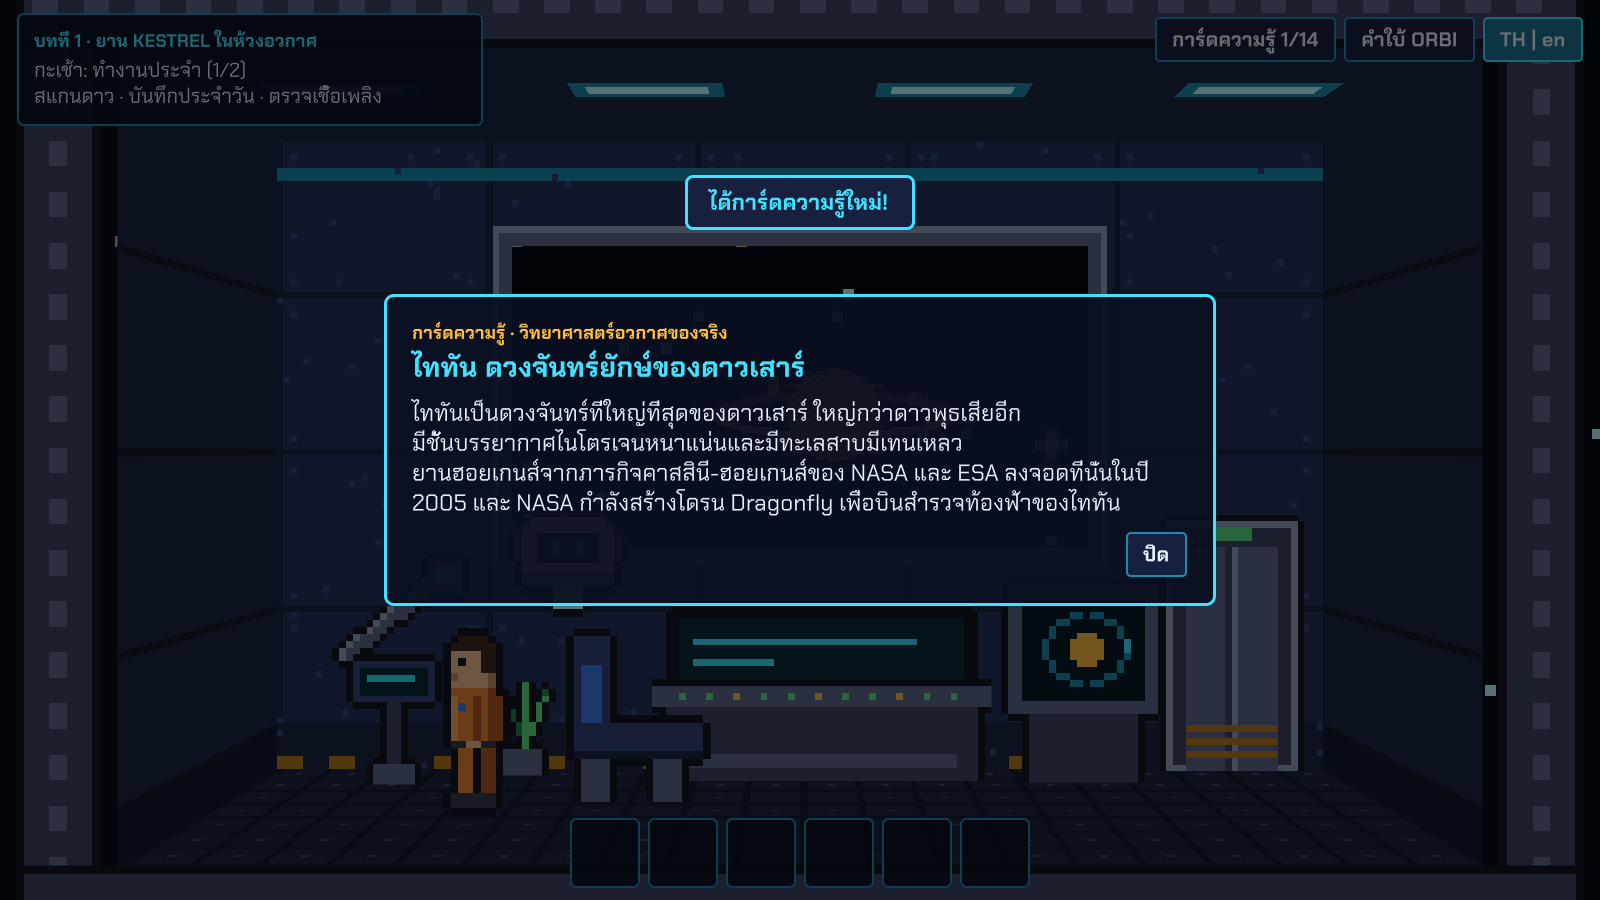 บทที่ 1 · ยาน KESTREL ในห้วงอวกาศ
กะเช้า: ทำงานประจำ (1/2)
สแกนดาว · บันทึกประจำวัน · ตรวจเชื้อเพลิง
การ์ดความรู้ 1/14
คำใบ้ ORBI
TH | en
ได้การ์ดความรู้ใหม่!
การ์ดความรู้ · วิทยาศาสตร์อวกาศของจริง
ไททัน ดวงจันทร์ยักษ์ของดาวเสาร์
ไททันเป็นดวงจันทร์ที่ใหญ่ที่สุดของดาวเสาร์ ใหญ่กว่าดาวพุธเสียอีก
มีชั้นบรรยากาศไนโตรเจนหนาแน่นและมีทะเลสาบมีเทนเหลว
ยานฮอยเกนส์จากภารกิจคาสสินี-ฮอยเกนส์ของ NASA และ ESA ลงจอดที่นั่นในปี
2005 และ NASA กำลังสร้างโดรน Dragonfly เพื่อบินสำรวจท้องฟ้าของไททัน
ปิด